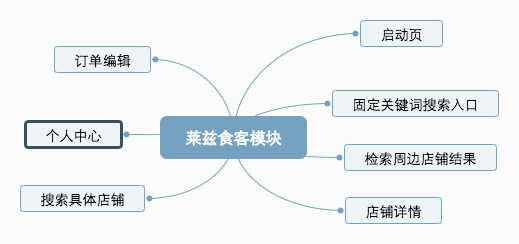 启动页
订单编辑
固定关键词搜索入口
个人中心
莱兹食客模块
检索周边店铺结果
搜索具体店铺
店铺详情